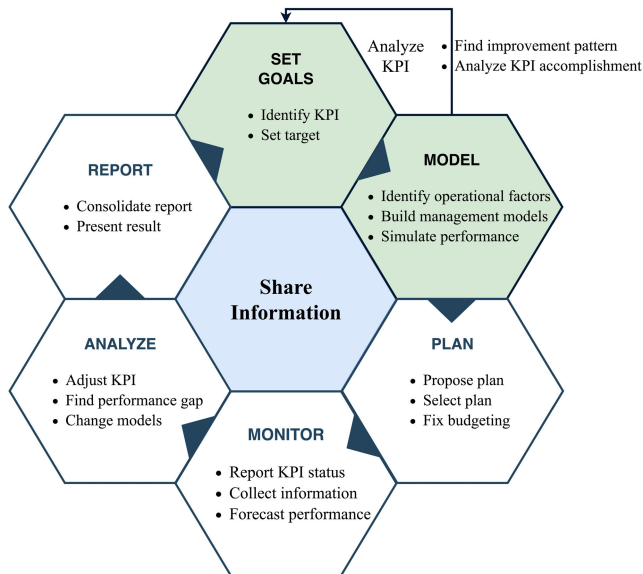 SET
GOALS
• Identify KPI
• Set target
Analyze
KPI
• Find improvement pattern
• Analyze KPI accomplishment
MODEL
• Identify operational factors
• Build management models
• Simulate performance
REPORT
• Consolidate report
• Present result
Share
Information
ANALYZE
• Adjust KPI
• Find performance gap
• Change models
PLAN
• Propose plan
• Select plan
• Fix budgeting
MONITOR
• Report KPI status
• Collect information
• Forecast performance